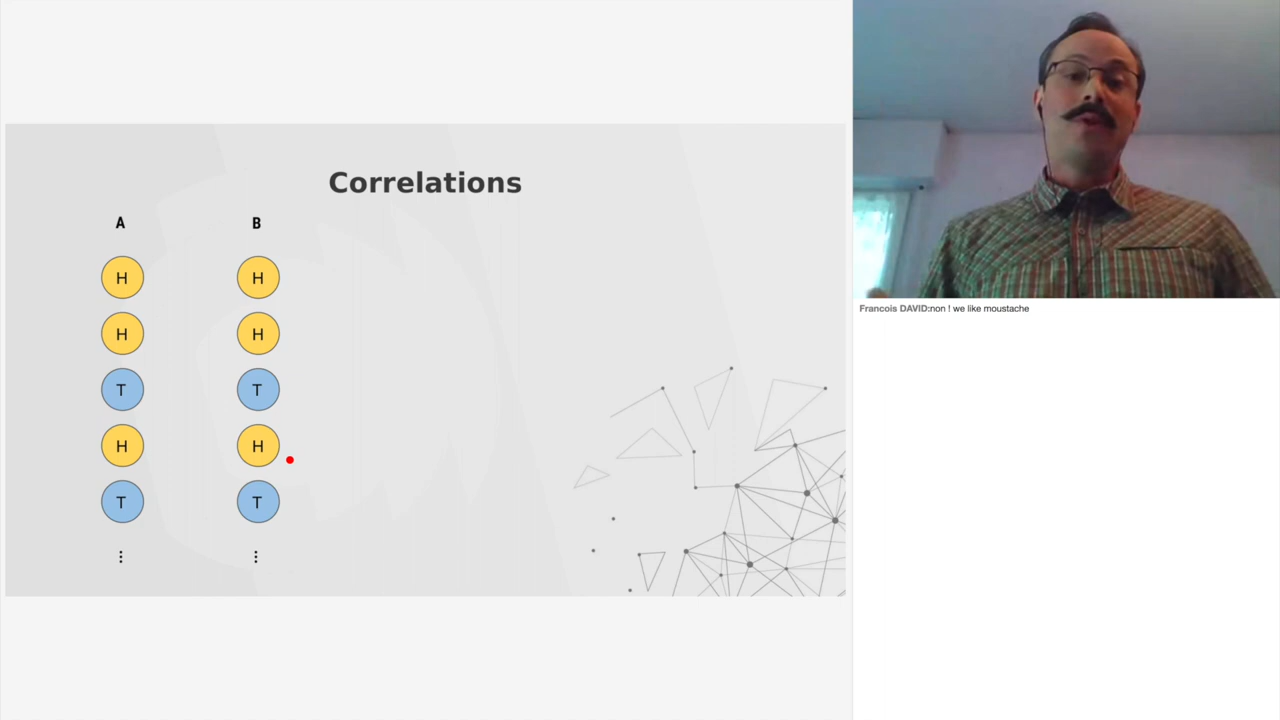 Correlations
A B
H H
H H
T T
H H
T T
⋮ ⋮
Francois DAVID:non ! we like moustache